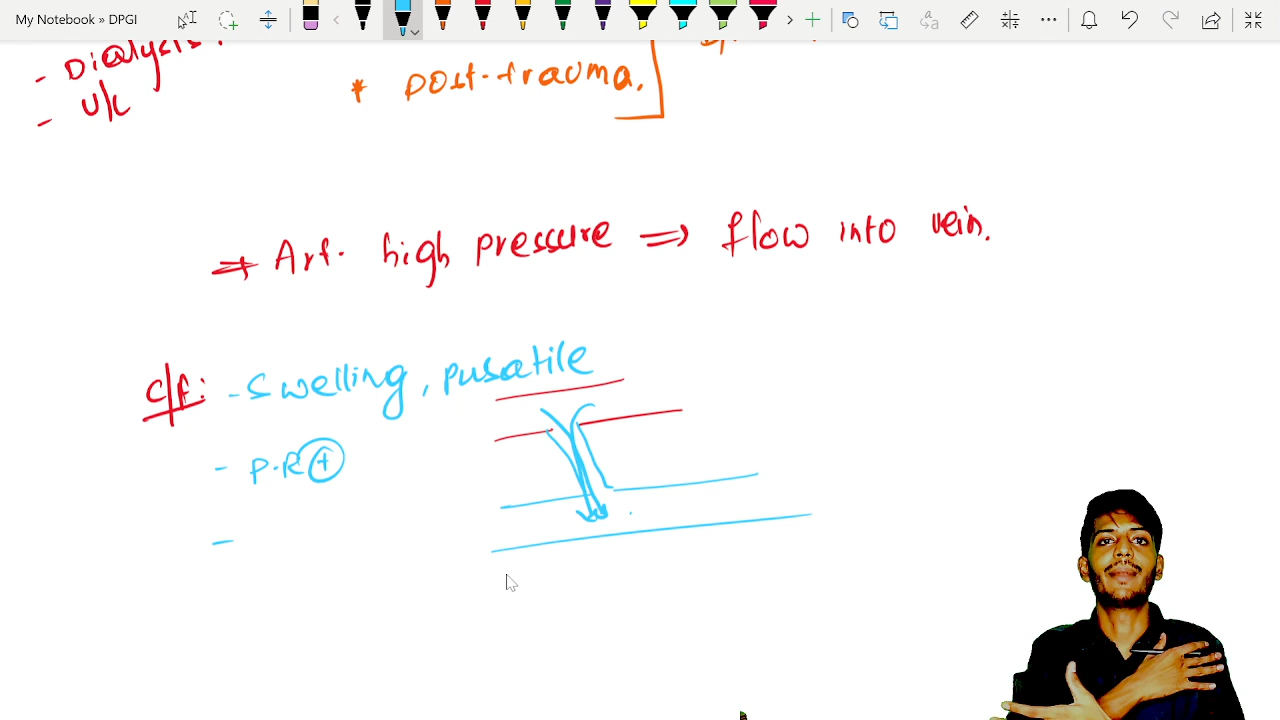 My Notebook » DPGI
- Dialysis.
- U/L
* post-trauma.
⇒ Art. high pressure ⇒ flow into vein.
C/f: - Swelling, pusatile
- P.R (+)
-